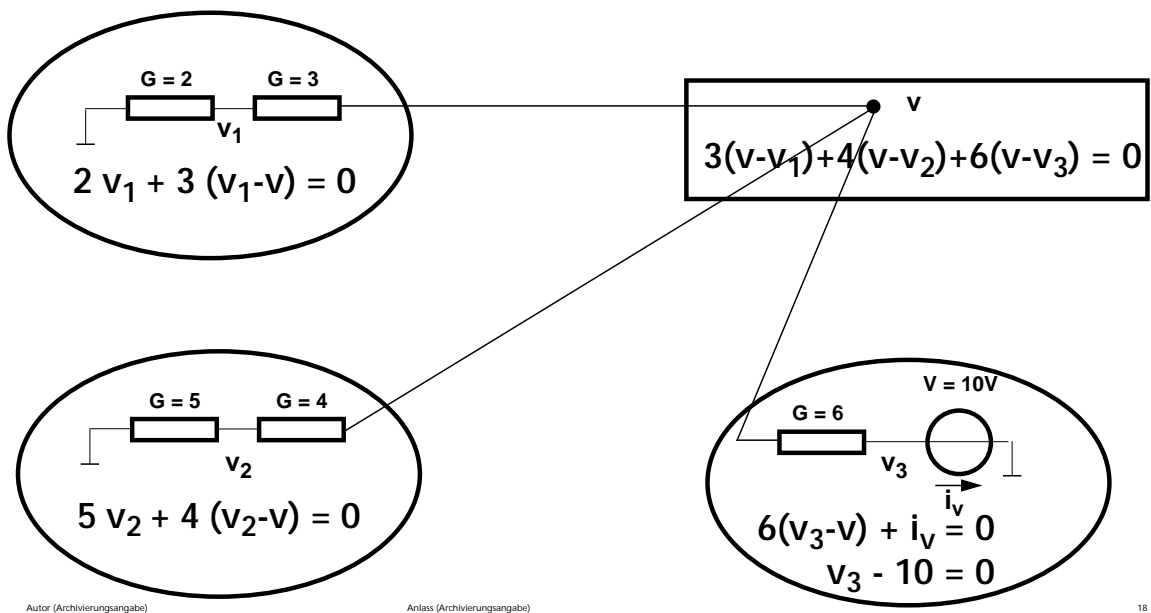 G = 2 G = 3
v1
2 v1 + 3 (v1-v) = 0
v
3(v-v1)+4(v-v2)+6(v-v3) = 0
G = 5 G = 4
v2
5 v2 + 4 (v2-v) = 0
V = 10V
G = 6
v3
iv
6(v3-v) + iv = 0
v3 - 10 = 0
Autor (Archivierungsangabe) Anlass (Archivierungsangabe) 18